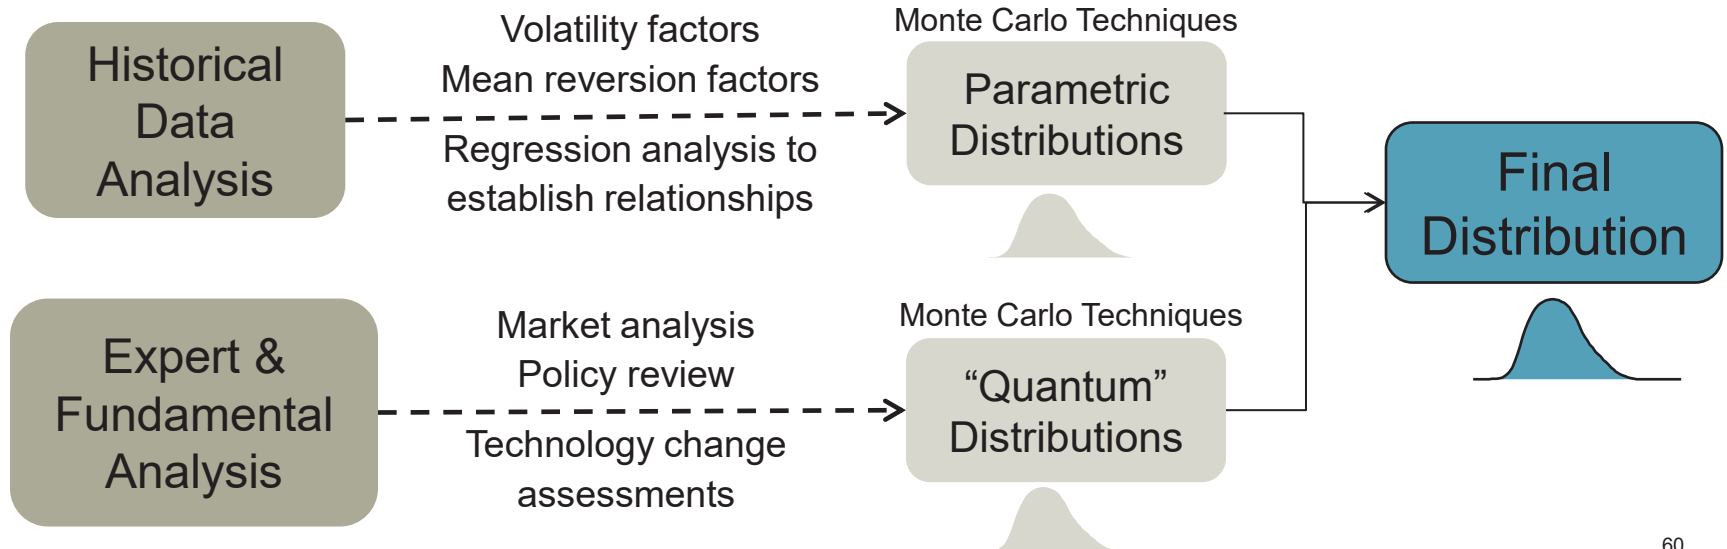 Historical
Data
Analysis
Volatility factors
Mean reversion factors
Regression analysis to
establish relationships
Monte Carlo Techniques
Parametric
Distributions
Final
Distribution
Expert &
Fundamental
Analysis
Market analysis
Policy review
Technology change
assessments
Monte Carlo Techniques
“Quantum”
Distributions
60